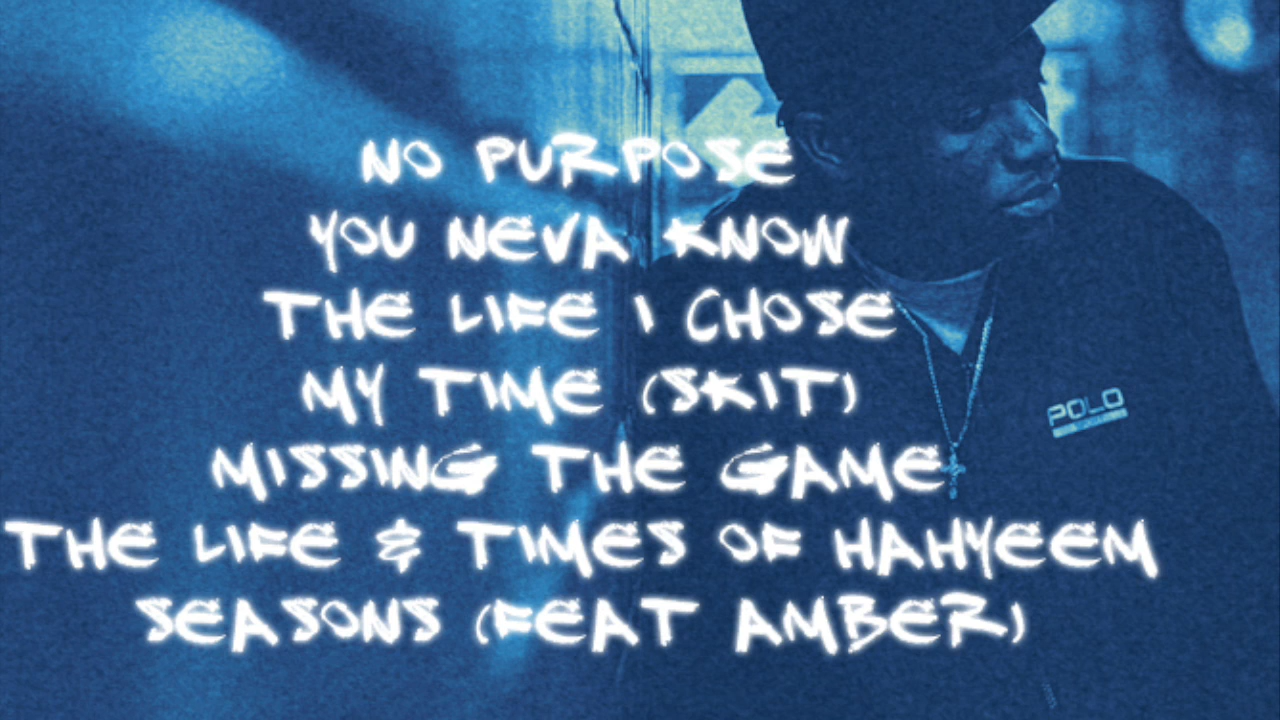 NO PURPOSE
YOU NEVA KNOW
THE LIFE I CHOSE
MY TIME (SKIT)
MISSING THE GAME
THE LIFE & TIMES OF HAHYEEM
SEASONS (FEAT AMBER)
POLO